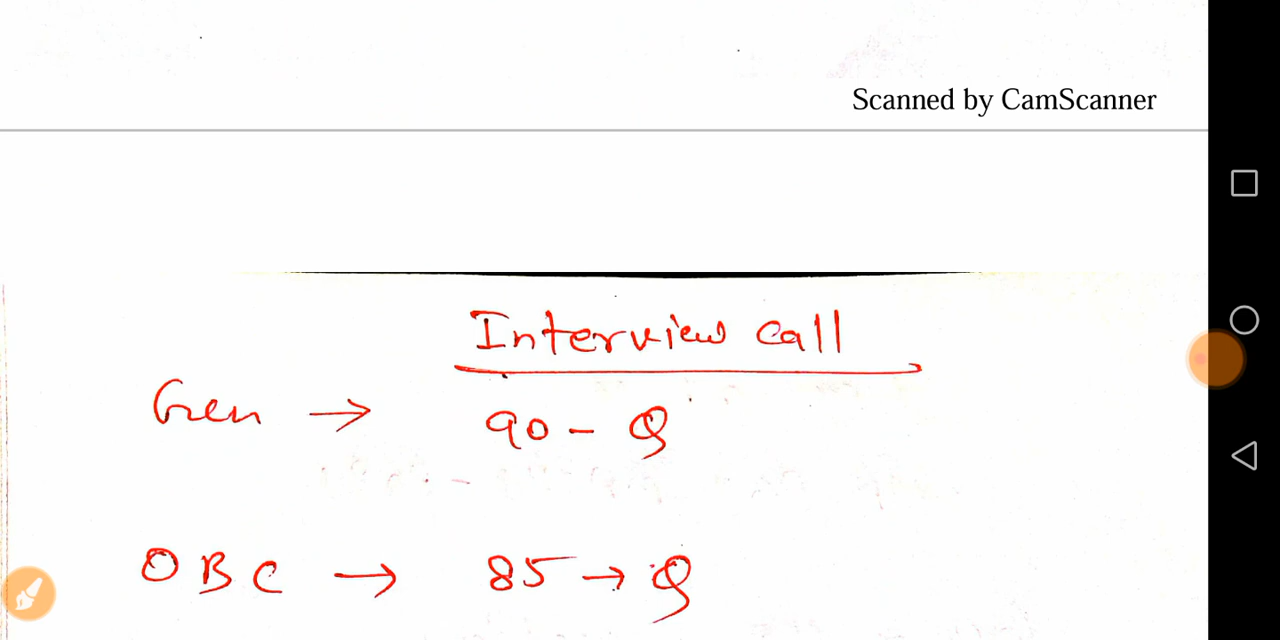 Scanned by CamScanner
Interview call
Gen → 90 - Q
OBC → 85 → Q